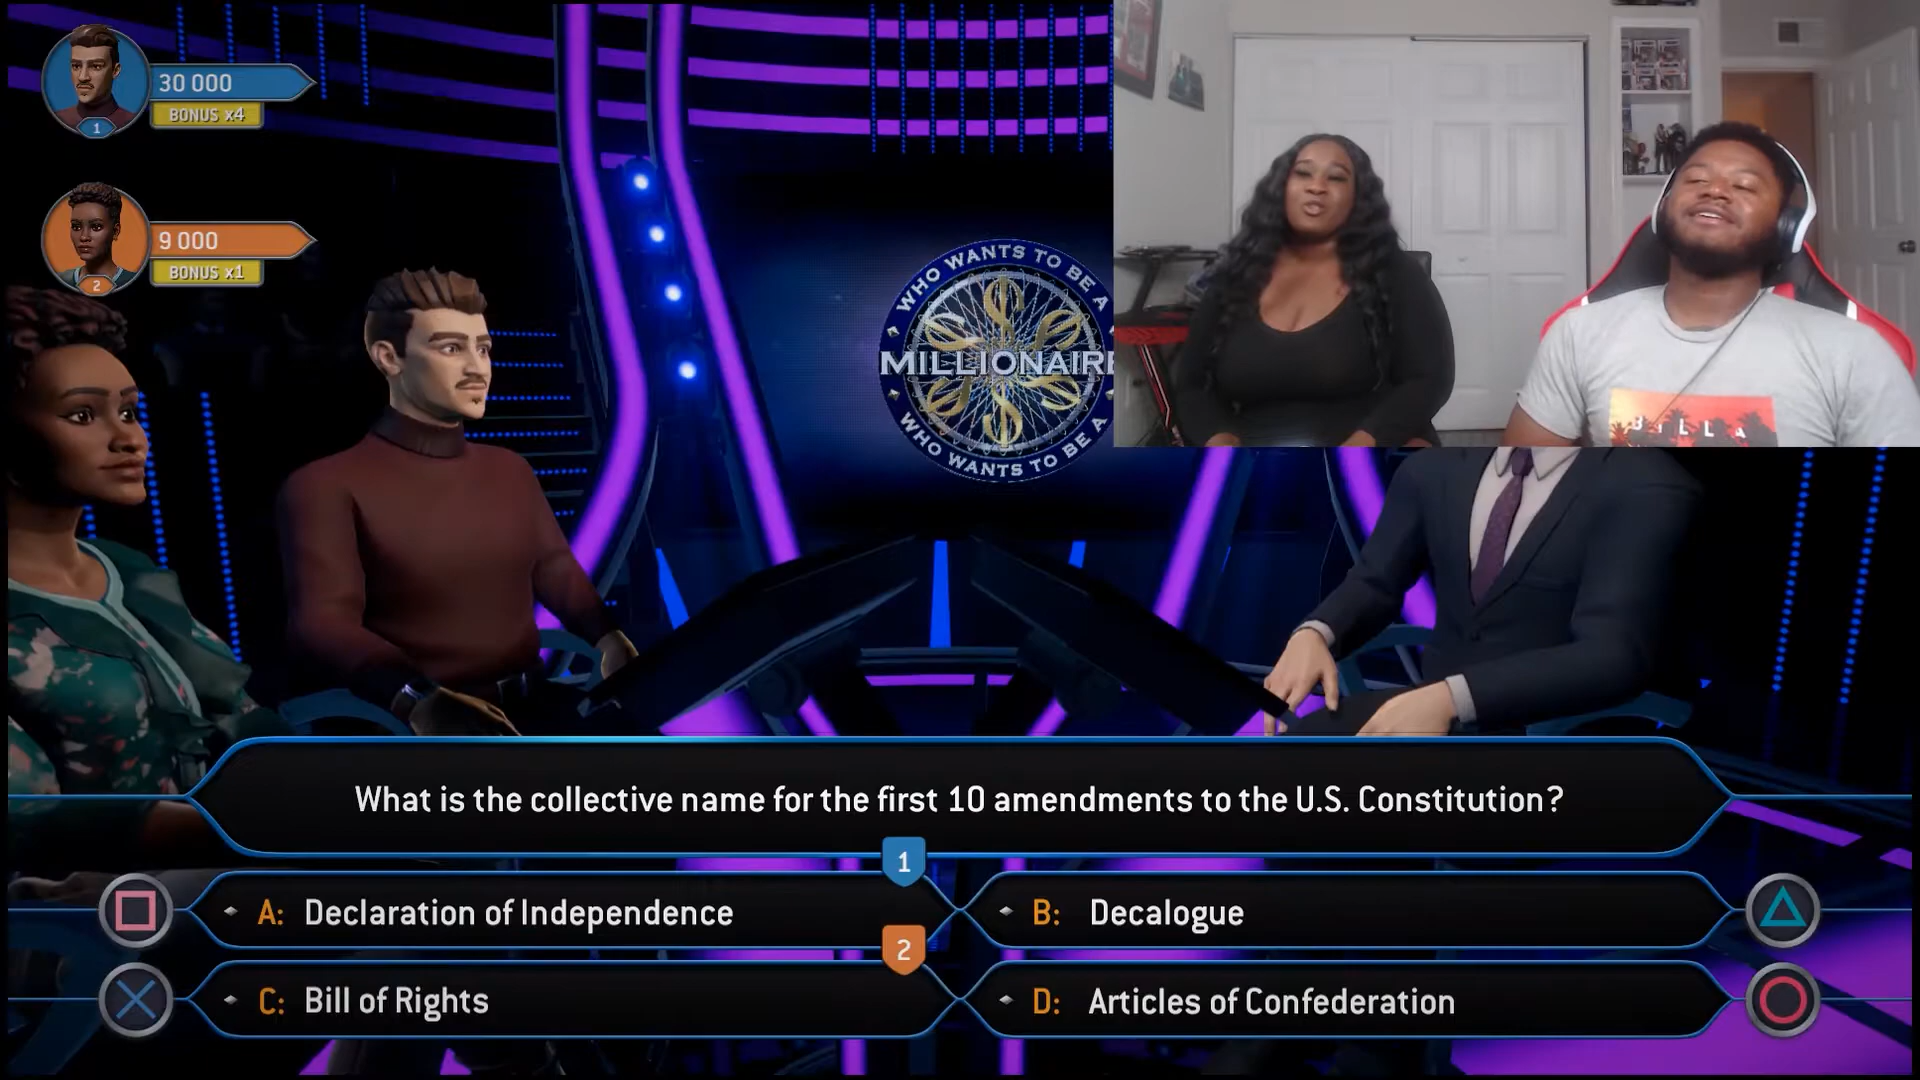 30 000
BONUS x4
1
9 000
BONUS x1
2
WHO WANTS TO BE A
MILLIONAIRE
WHO WANTS TO BE A
BILLA
What is the collective name for the first 10 amendments to the U.S. Constitution?
1
A: Declaration of Independence
B: Decalogue
2
C: Bill of Rights
D: Articles of Confederation